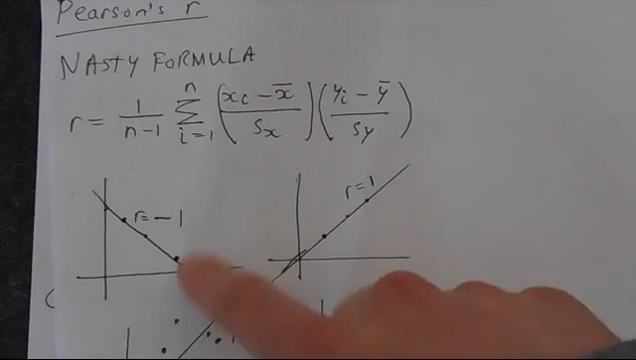 Pearson's r
NASTY FORMULA
r = 1/(n-1) Σ_{i=1}^{n} ((x_i - x̄)/s_x) ((y_i - ȳ)/s_y)
r = -1
r = 1